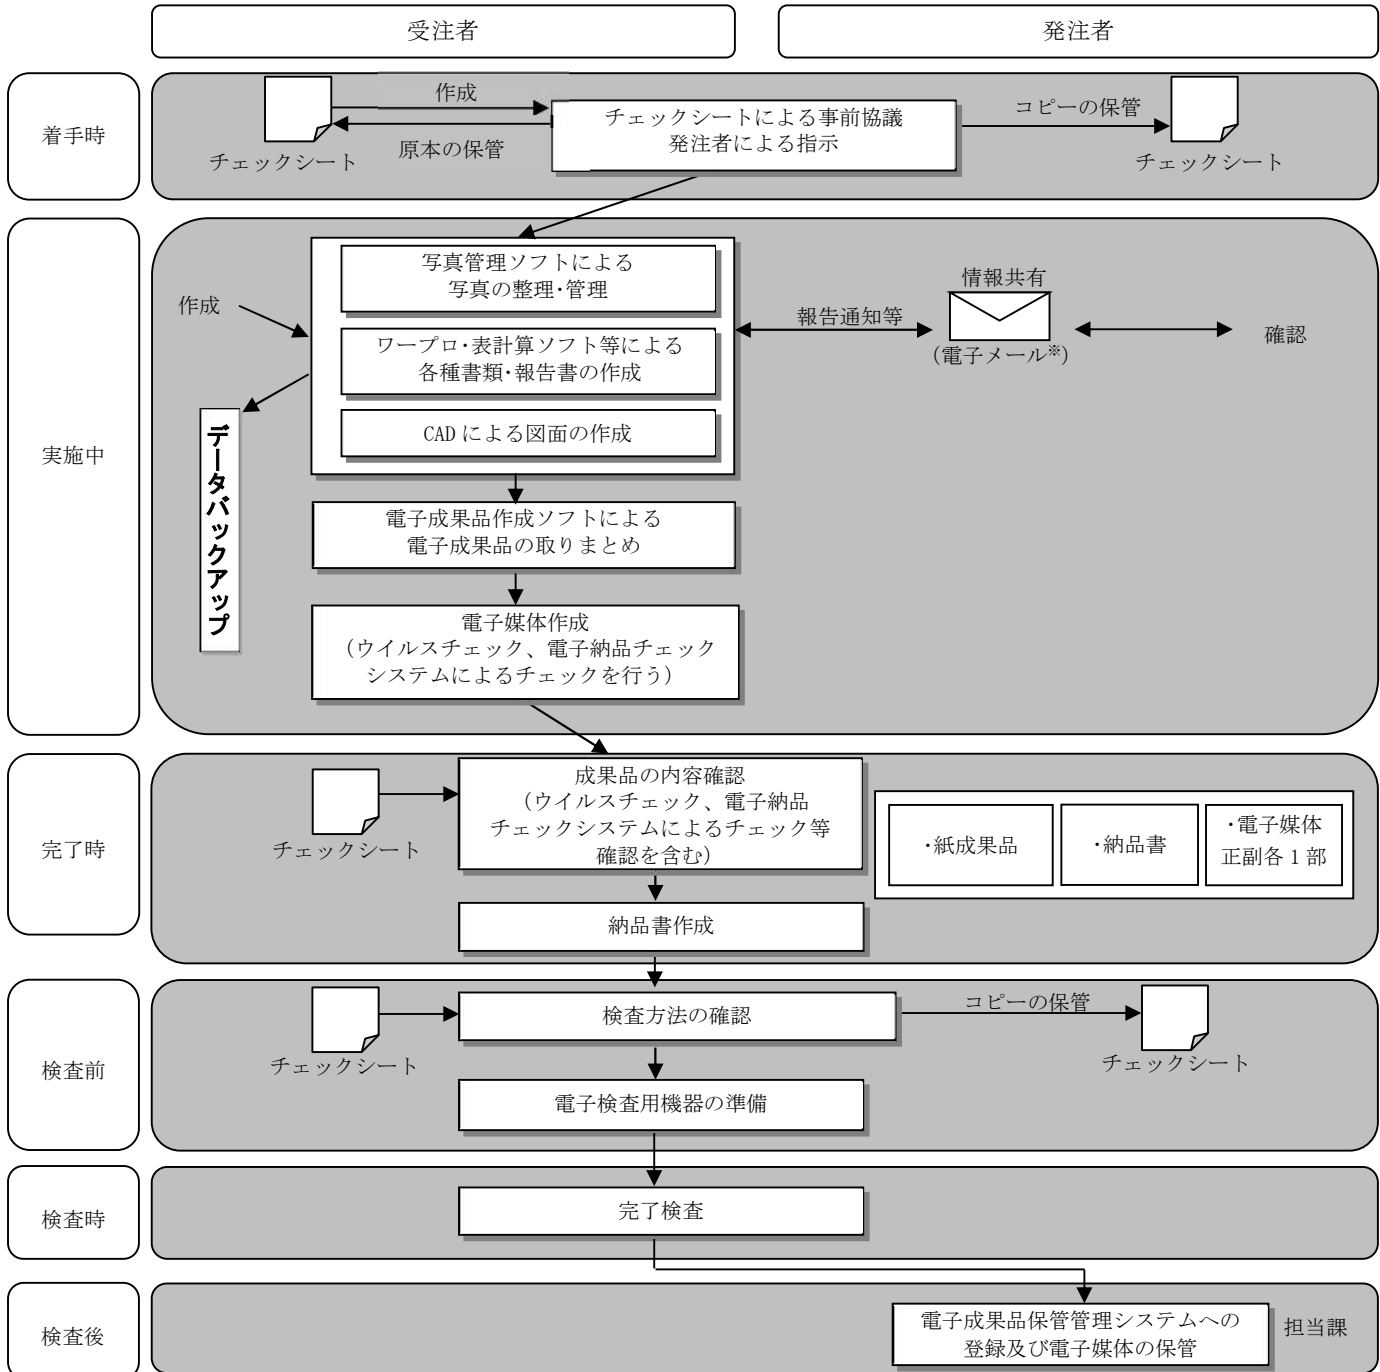 受注者
発注者
着手時
作成
原本の保管
チェックシート
チェックシートによる事前協議
発注者による指示
コピーの保管
チェックシート
実施中
作成
データバックアップ
写真管理ソフトによる
写真の整理･管理
ワープロ･表計算ソフト等による
各種書類･報告書の作成
CAD による図面の作成
報告通知等
情報共有
（電子メール※）
確認
電子成果品作成ソフトによる
電子成果品の取りまとめ
電子媒体作成
（ウイルスチェック、電子納品チェック
システムによるチェックを行う）
完了時
チェックシート
成果品の内容確認
（ウイルスチェック、電子納品
チェックシステムによるチェック等
確認を含む）
･紙成果品
･納品書
･電子媒体
正副各１部
納品書作成
検査前
チェックシート
検査方法の確認
コピーの保管
チェックシート
電子検査用機器の準備
検査時
完了検査
検査後
電子成果品保管管理システムへの
登録及び電子媒体の保管
担当課